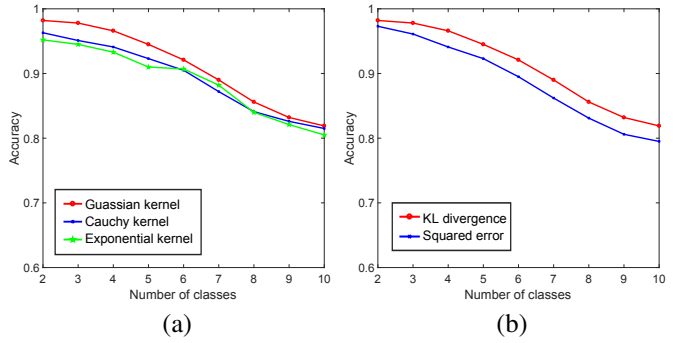 1
0.9
0.8
0.7
0.6
Accuracy
Guassian kernel
Cauchy kernel
Exponential kernel
2 3 4 5 6 7 8 9 10
Number of classes
(a)
1
0.9
0.8
0.7
0.6
Accuracy
KL divergence
Squared error
2 3 4 5 6 7 8 9 10
Number of classes
(b)